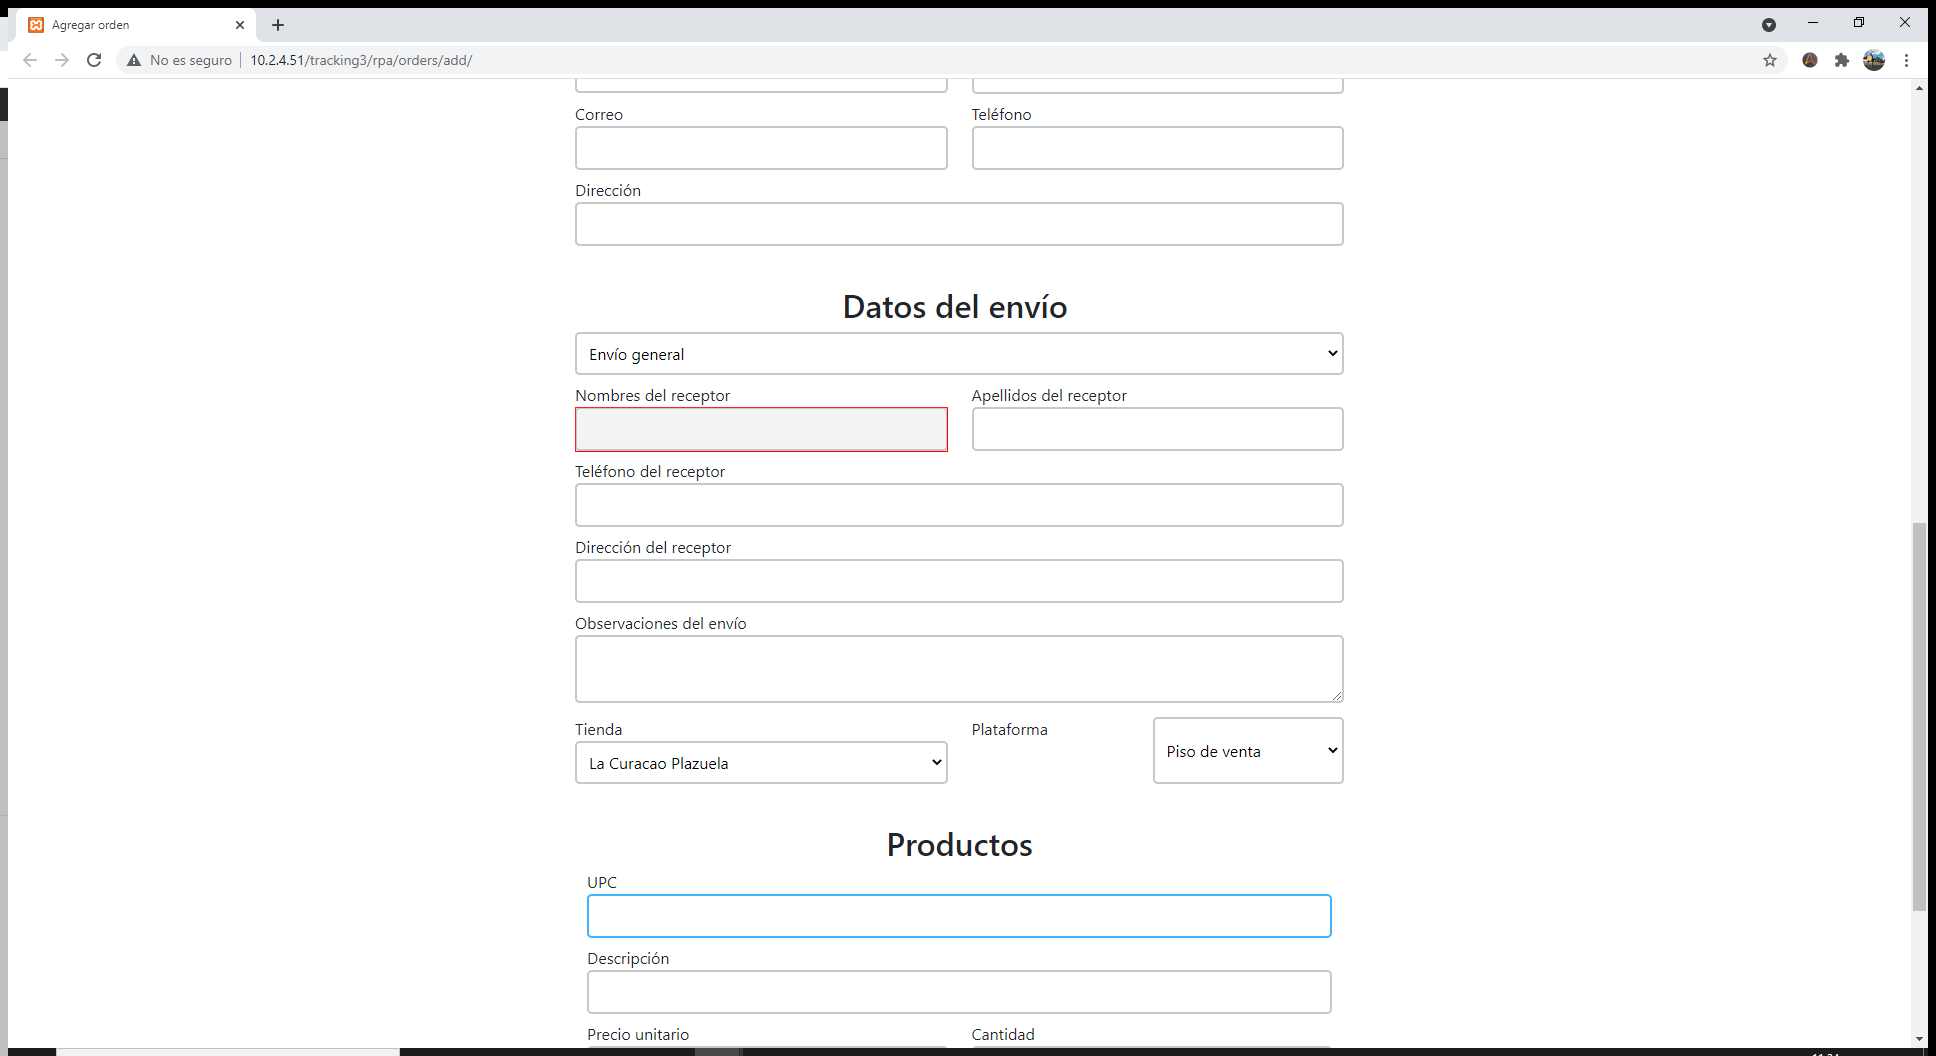 Agregar orden
No es seguro 10.2.4.51/tracking3/rpa/orders/add/
Correo Teléfono
Dirección
Datos del envío
Envío general
Nombres del receptor Apellidos del receptor
Teléfono del receptor
Dirección del receptor
Observaciones del envío
Tienda Plataforma
La Curacao Plazuela Piso de venta
Productos
UPC
Descripción
Precio unitario Cantidad